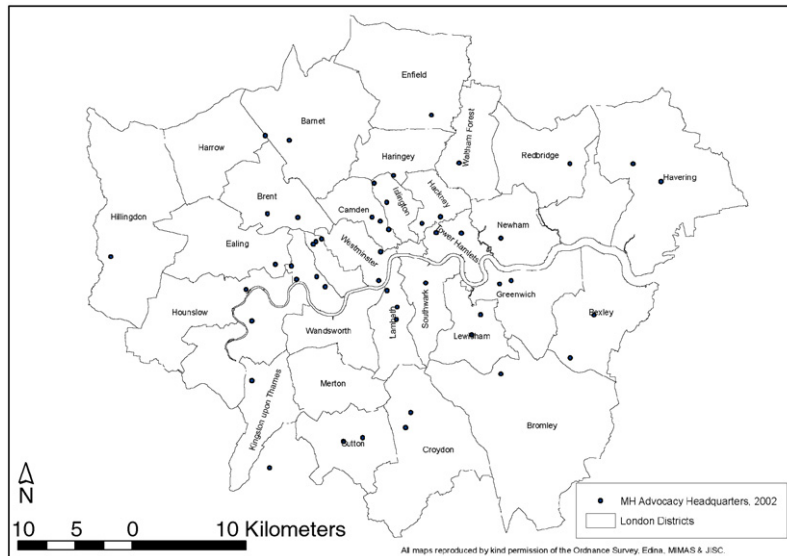 Enfield
Barnet
Harrow
Haringey
Waltham Forest
Redbridge
Havering
Hillingdon
Brent
Camden
Islington
Hackney
Newham
Ealing
Westminster
Tower Hamlets
Hounslow
Greenwich
Wandsworth
Lambeth
Southwark
Lewisham
Bexley
Merton
Kingston upon Thames
Sutton
Croydon
Bromley
N
10 5 0 10 Kilometers
MH Advocacy Headquarters, 2002
London Districts
All maps reproduced by kind permission of the Ordnance Survey, Edina, MIMAS & JISC.